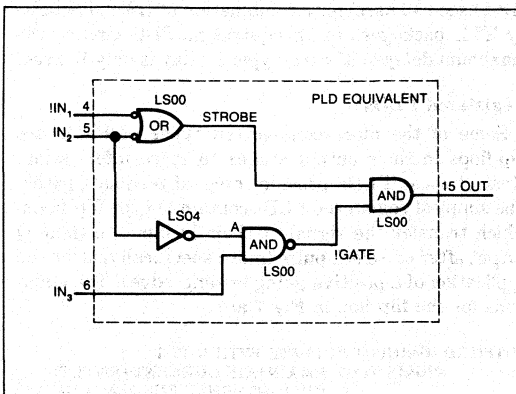 LS00
PLD EQUIVALENT
!IN1 4
OR
STROBE
IN2 5
15 OUT
AND
LS04
LS00
A
AND
!GATE
LS00
IN3 6